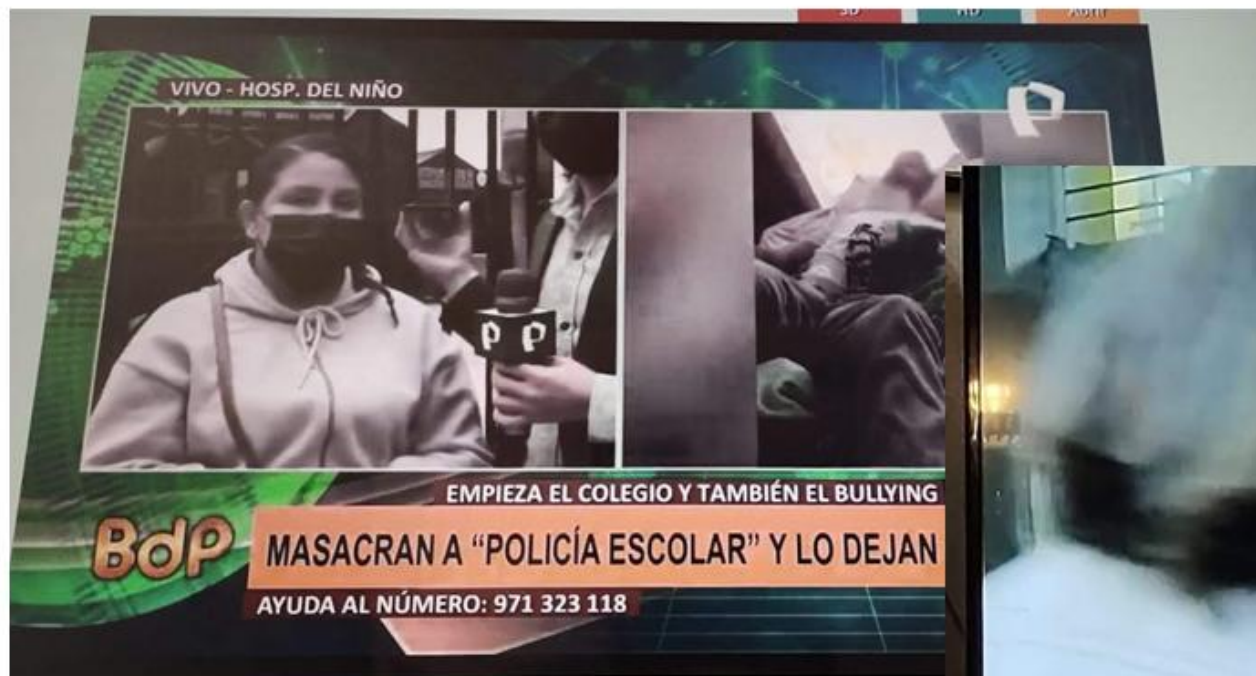 VIVO - HOSP. DEL NIÑO
P P
EMPIEZA EL COLEGIO Y TAMBIÉN EL BULLYING
BdP
MASACRAN A "POLICÍA ESCOLAR" Y LO DEJAN
AYUDA AL NÚMERO: 971 323 118